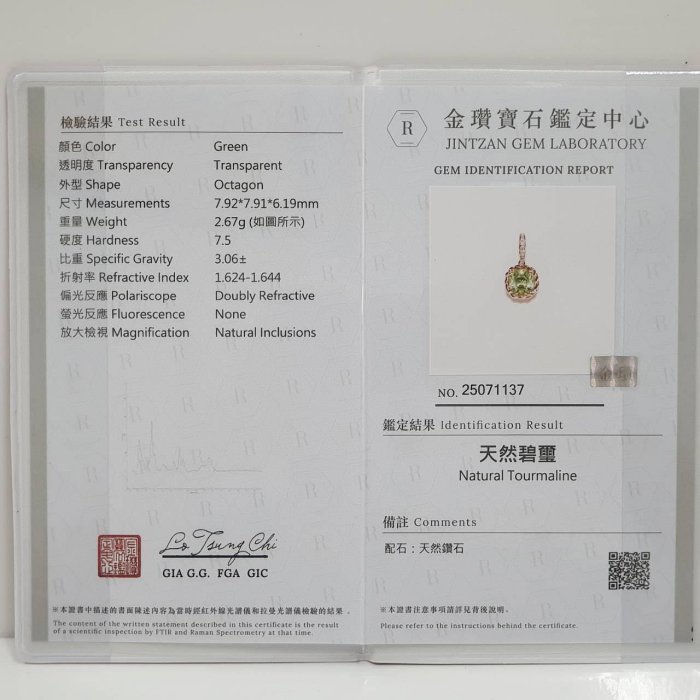 檢驗結果 Test Result
顏色 Color Green
透明度 Transparency Transparent
外型 Shape Octagon
尺寸 Measurements 7.92*7.91*6.19mm
重量 Weight 2.67g (如圖所示)
硬度 Hardness 7.5
比重 Specific Gravity 3.06±
折射率 Refractive Index 1.624-1.644
偏光反應 Polariscope Doubly Refractive
螢光反應 Fluorescence None
放大檢視 Magnification Natural Inclusions
Lo Tsung Chi
GIA G.G. FGA GIC
※本證書中描述的書面陳述內容為當時經紅外線光譜儀和拉曼光譜儀檢驗的結果。
The content of the written statement described in this certificate is the result
of a scientific inspection by FTIR and Raman Spectrometry at that time.
R
金瓚寶石鑑定中心
JINTZAN GEM LABORATORY
GEM IDENTIFICATION REPORT
NO. 25071137
鑑定結果 Identification Result
天然碧璽
Natural Tourmaline
備註 Comments
配石：天然鑽石
※本證書注意事項請詳見背後說明。
Please refer to the instructions behind the certificate.